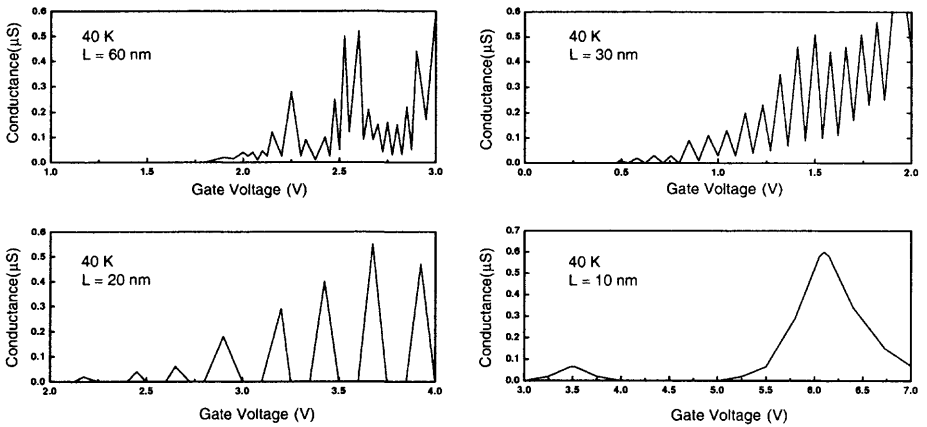 0.6
0.5
0.4
0.3
0.2
0.1
0.0
Conductance(μS)
40 K
L = 60 nm
1.0 1.5 2.0 2.5 3.0
Gate Voltage (V)
0.6
0.5
0.4
0.3
0.2
0.1
0.0
Conductance(μS)
40 K
L = 30 nm
0.0 0.5 1.0 1.5 2.0
Gate Voltage (V)
0.6
0.5
0.4
0.3
0.2
0.1
0.0
Conductance(μS)
40 K
L = 20 nm
2.0 2.5 3.0 3.5 4.0
Gate Voltage (V)
0.7
0.6
0.5
0.4
0.3
0.2
0.1
0.0
Conductance(μS)
40 K
L = 10 nm
3.0 3.5 4.0 4.5 5.0 5.5 6.0 6.5 7.0
Gate Voltage (V)